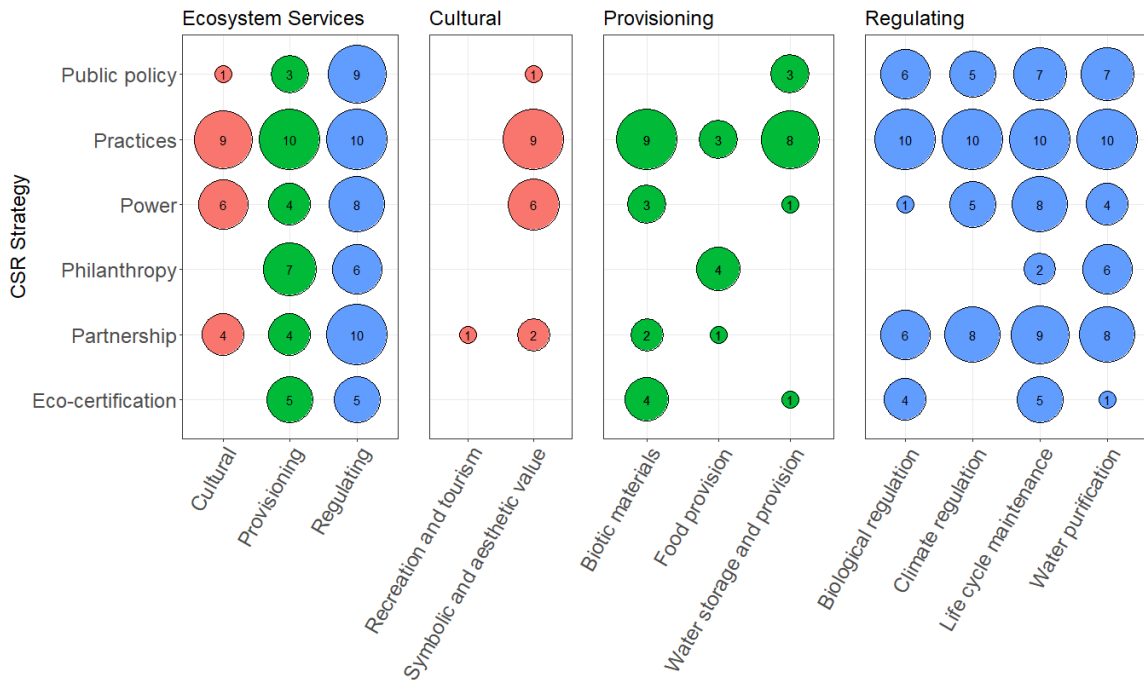 Ecosystem Services Cultural Provisioning Regulating
CSR Strategy
Public policy 1 3 9 1 3 6 5 7 7
Practices 9 10 10 9 9 3 8 10 10 10 10
Power 6 4 8 6 3 1 1 5 8 4
Philanthropy 7 6 4 2 6
Partnership 4 4 10 1 2 2 1 6 8 9 8
Eco-certification 5 5 4 1 4 5 1
Cultural
Provisioning
Regulating
Recreation and tourism
Symbolic and aesthetic value
Biotic materials
Food provision
Water storage and provision
Biological regulation
Climate regulation
Life cycle maintenance
Water purification